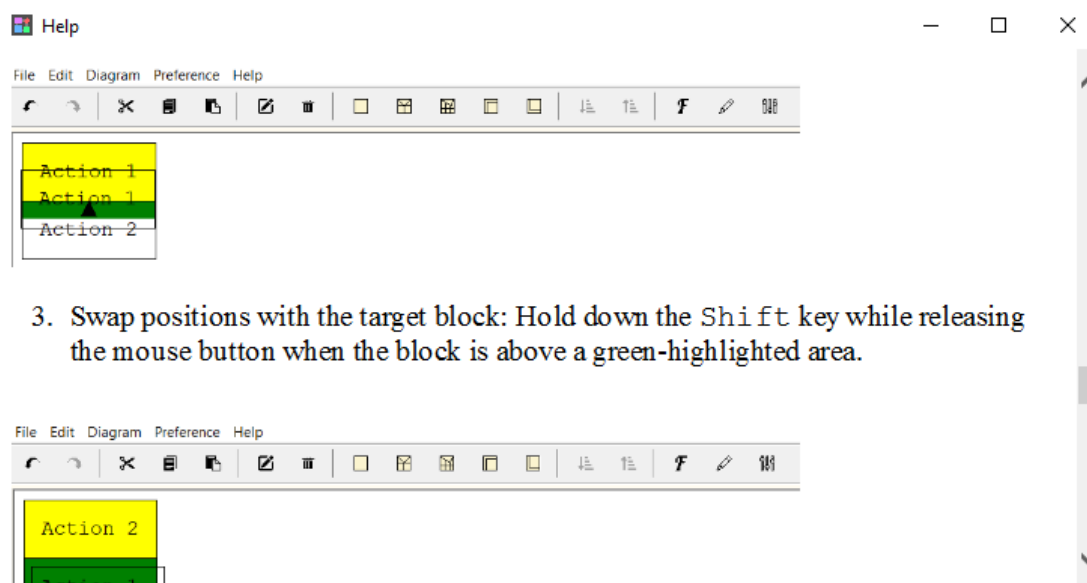 Help
File Edit Diagram Preference Help
Action 1
Action 1
Action 2
3. Swap positions with the target block: Hold down the Shift key while releasing
the mouse button when the block is above a green-highlighted area.
File Edit Diagram Preference Help
Action 2